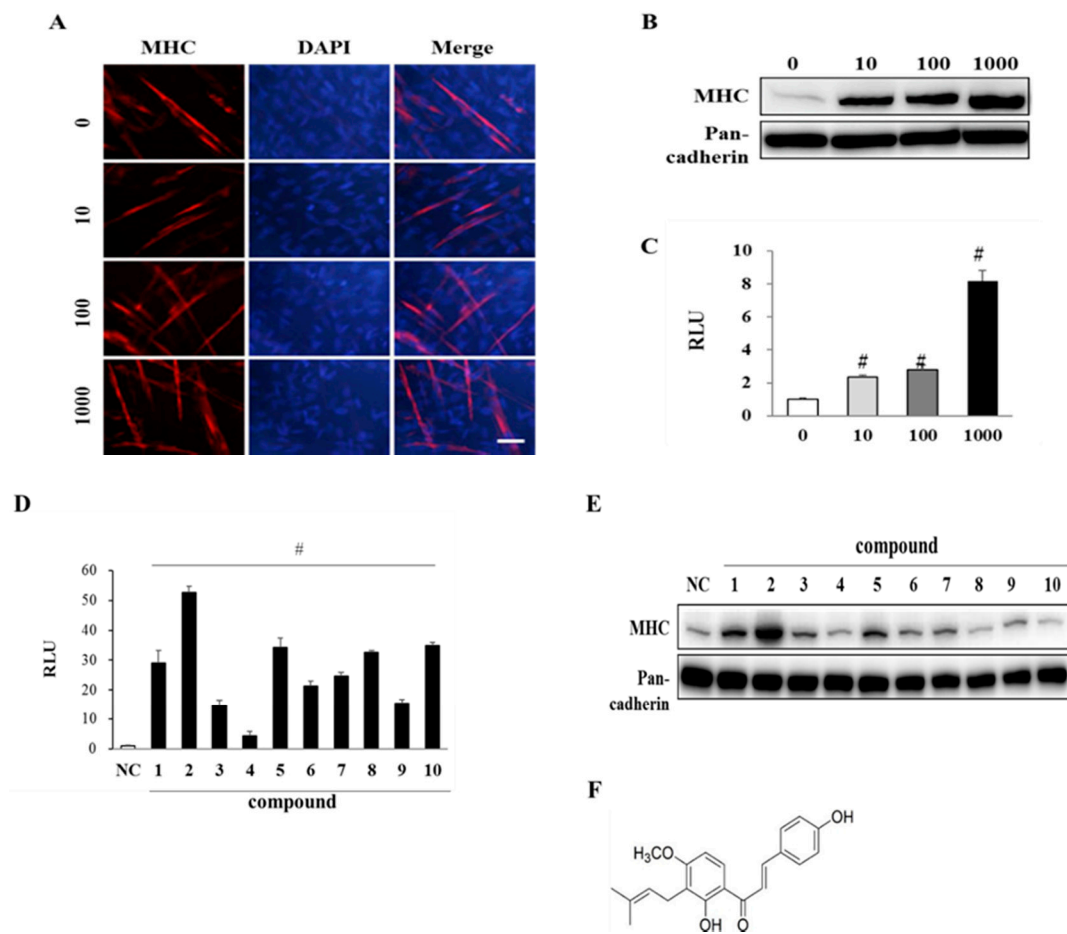 A
MHC DAPI Merge
0
10
100
1000
B
0 10 100 1000
MHC
Pan-
cadherin
C
10
8
6
4
2
0
RLU
# # #
0 10 100 1000
D
#
60
50
40
30
20
10
0
RLU
NC 1 2 3 4 5 6 7 8 9 10
compound
E
compound
NC 1 2 3 4 5 6 7 8 9 10
MHC
Pan-
cadherin
F
OH
H₃CO
OH O